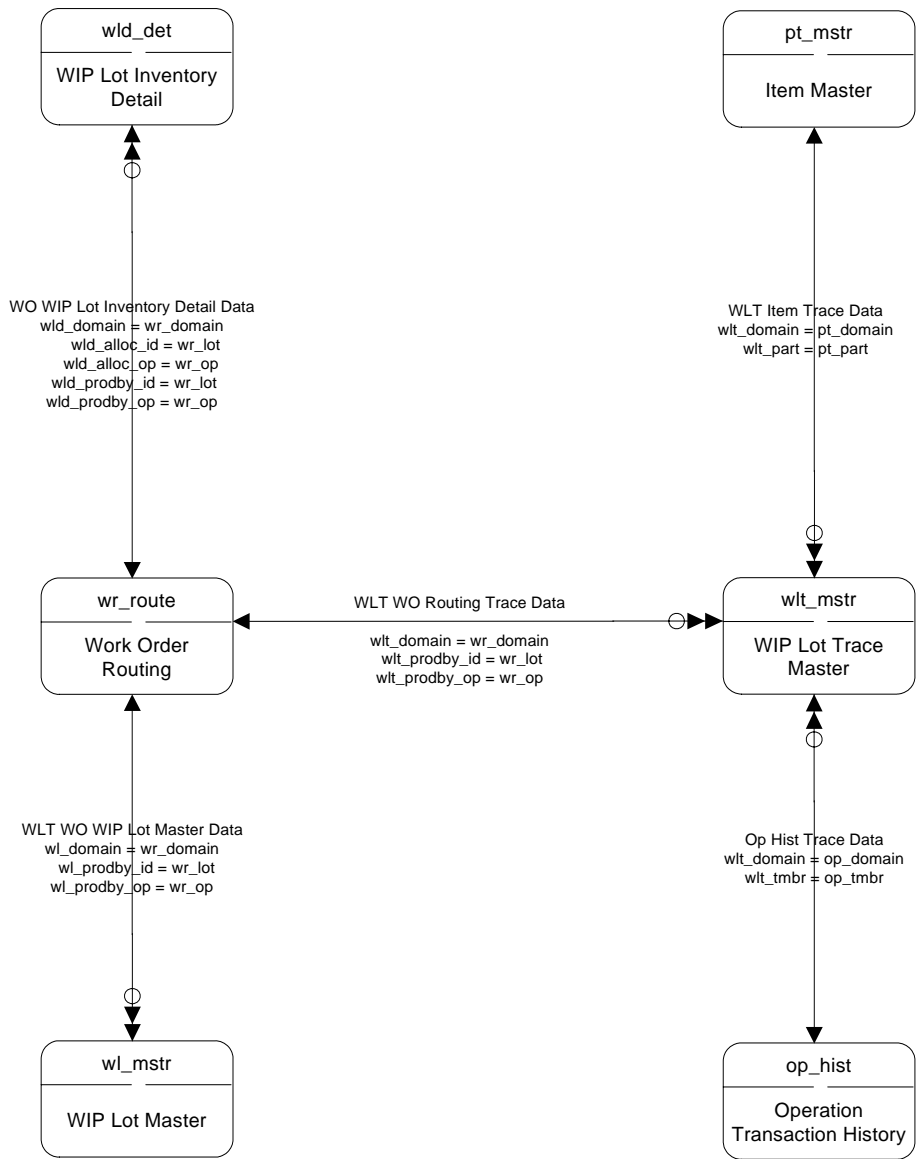 wld_det
WIP Lot Inventory
Detail
pt_mstr
Item Master
WO WIP Lot Inventory Detail Data
wld_domain = wr_domain
wld_alloc_id = wr_lot
wld_alloc_op = wr_op
wld_prodby_id = wr_lot
wld_prodby_op = wr_op
WLT Item Trace Data
wlt_domain = pt_domain
wlt_part = pt_part
wr_route
Work Order
Routing
WLT WO Routing Trace Data
wlt_domain = wr_domain
wlt_prodby_id = wr_lot
wlt_prodby_op = wr_op
wlt_mstr
WIP Lot Trace
Master
WLT WO WIP Lot Master Data
wl_domain = wr_domain
wl_prodby_id = wr_lot
wl_prodby_op = wr_op
Op Hist Trace Data
wlt_domain = op_domain
wlt_tmbr = op_tmbr
wl_mstr
WIP Lot Master
op_hist
Operation
Transaction History